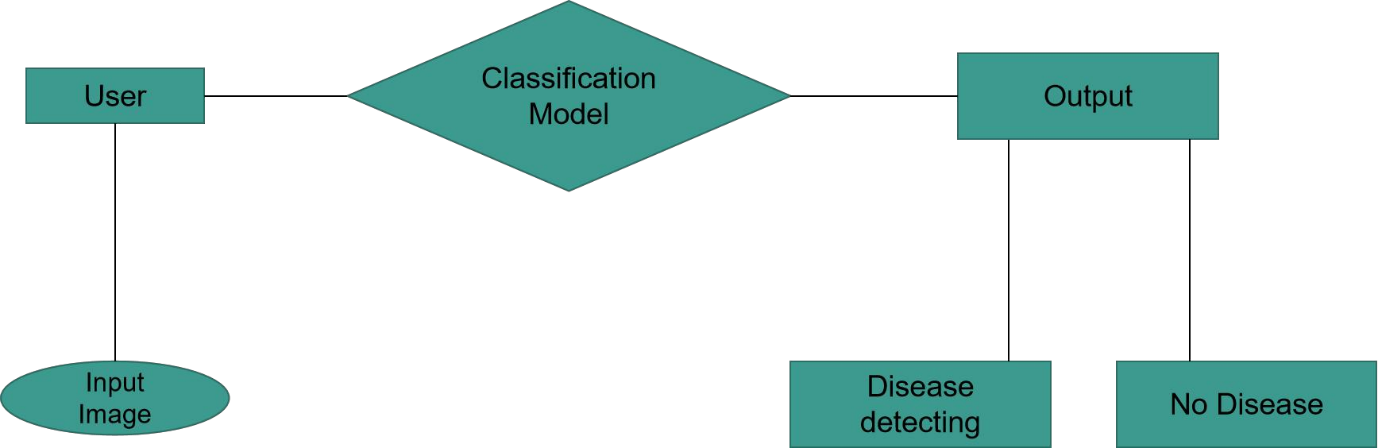 User
Classification
Model
Output
Input
Image
Disease
detecting
No Disease